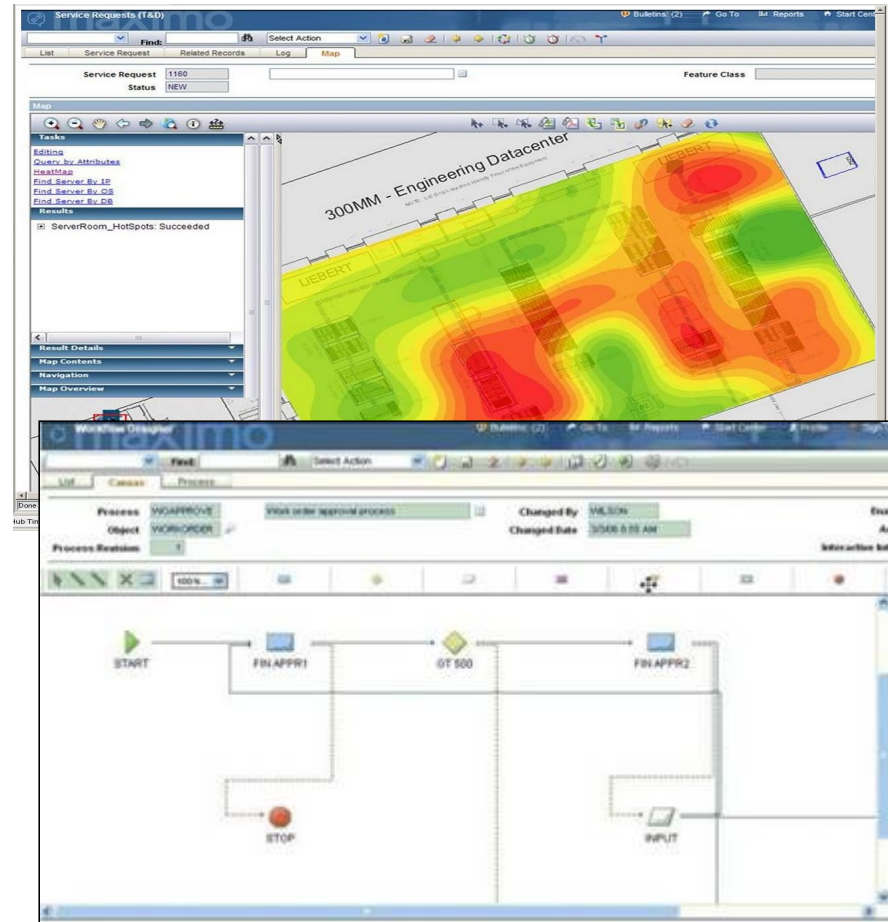 Service Requests (T&D)
maximo
Bulletins: (2) Go To Reports Start Cent
Find: Select Action
List Service Request Related Records Log Map
Service Request 1160 Feature Class
Status NEW
Map
Tasks
Editing
Query by Attributes
HeatMap
Find Server By IP
Find Server By OS
Find Server By DB
Results
ServerRoom_HotSpots: Succeeded
Result Details
Map Contents
Navigation
Map Overview
300MM - Engineering Datacenter
LIEBERT
LIEBERT
Done
Hub Tim
Workflow Designer
maximo
Bulletins: (2) Go To Reports Start Center Profile Sign
Find: Select Action
List Canvas Process
Process WOAPPROVE Work order approval process Changed By WILSON
Object WORKORDER Changed Date
Process Revision 1
100%
START FIN APPR1 GT 500 FIN APPR2
STOP INPUT